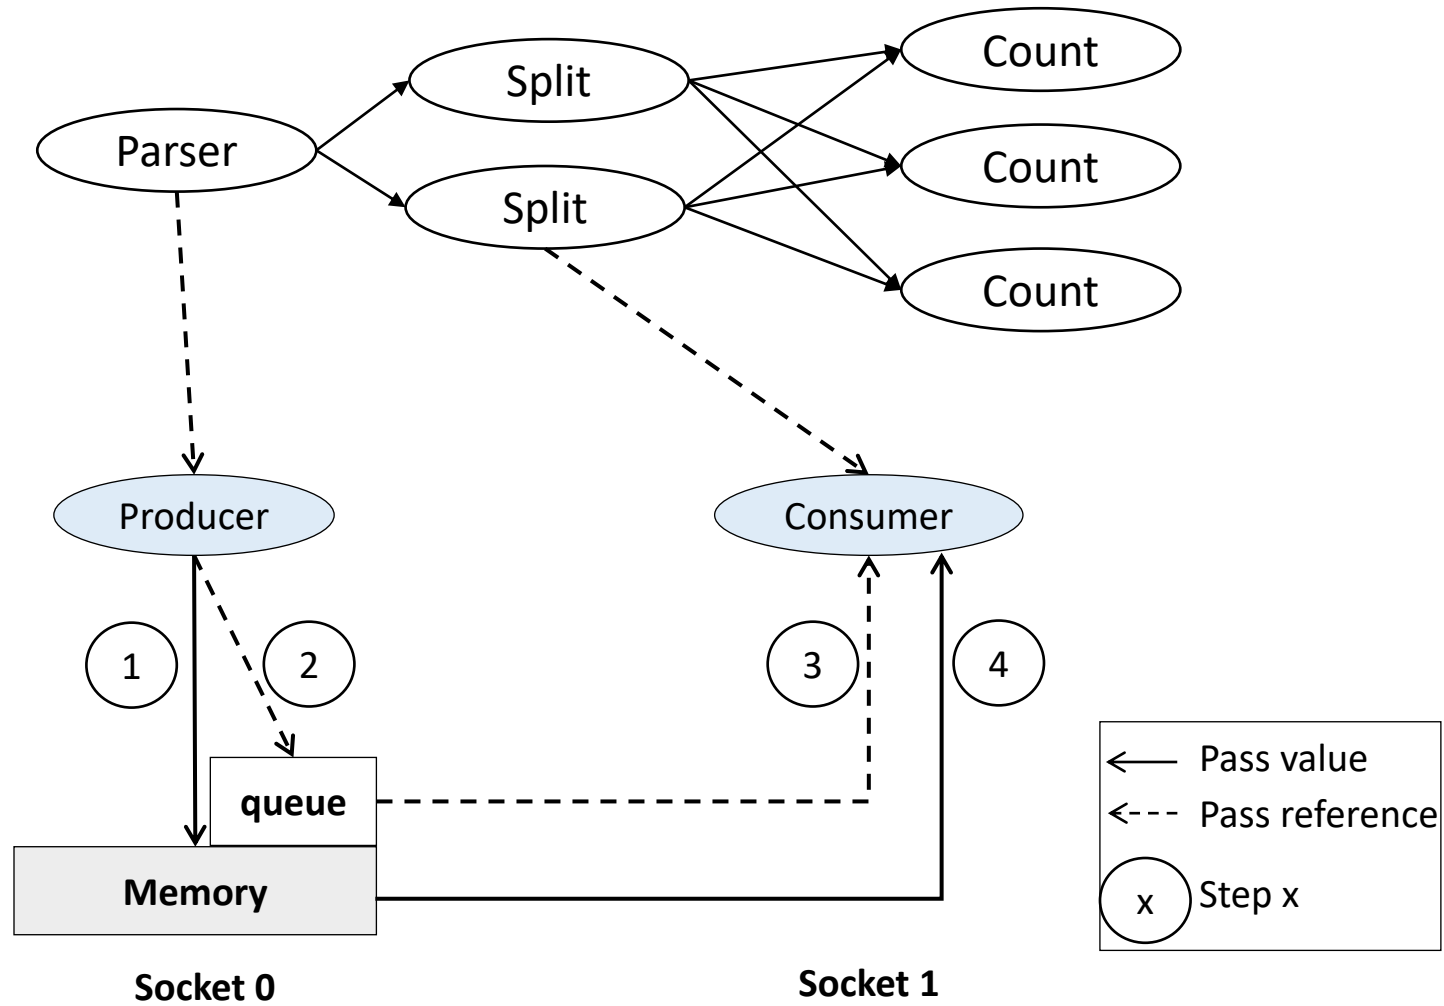 Parser
Split
Split
Count
Count
Count
Producer
Consumer
1
2
3
4
queue
Memory
Socket 0
Socket 1
Pass value
Pass reference
x
Step x